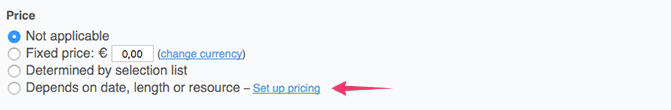 Price
Not applicable
Fixed price: € 0,00 (change currency)
Determined by selection list
Depends on date, length or resource – Set up pricing